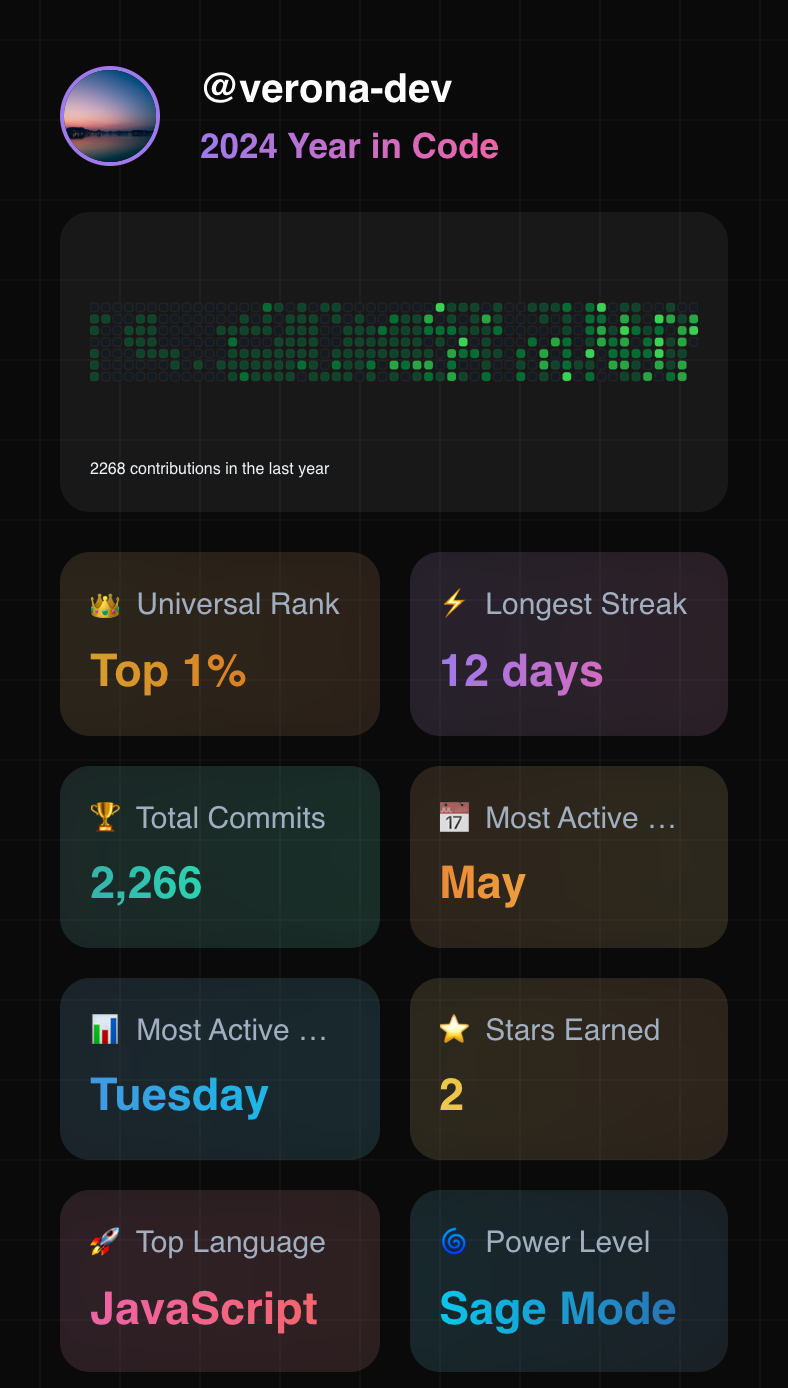 @verona-dev
2024 Year in Code
2268 contributions in the last year
Universal Rank
Top 1%
Longest Streak
12 days
Total Commits
2,266
JUL
17
Most Active …
May
Most Active …
Tuesday
Stars Earned
2
Top Language
JavaScript
Power Level
Sage Mode